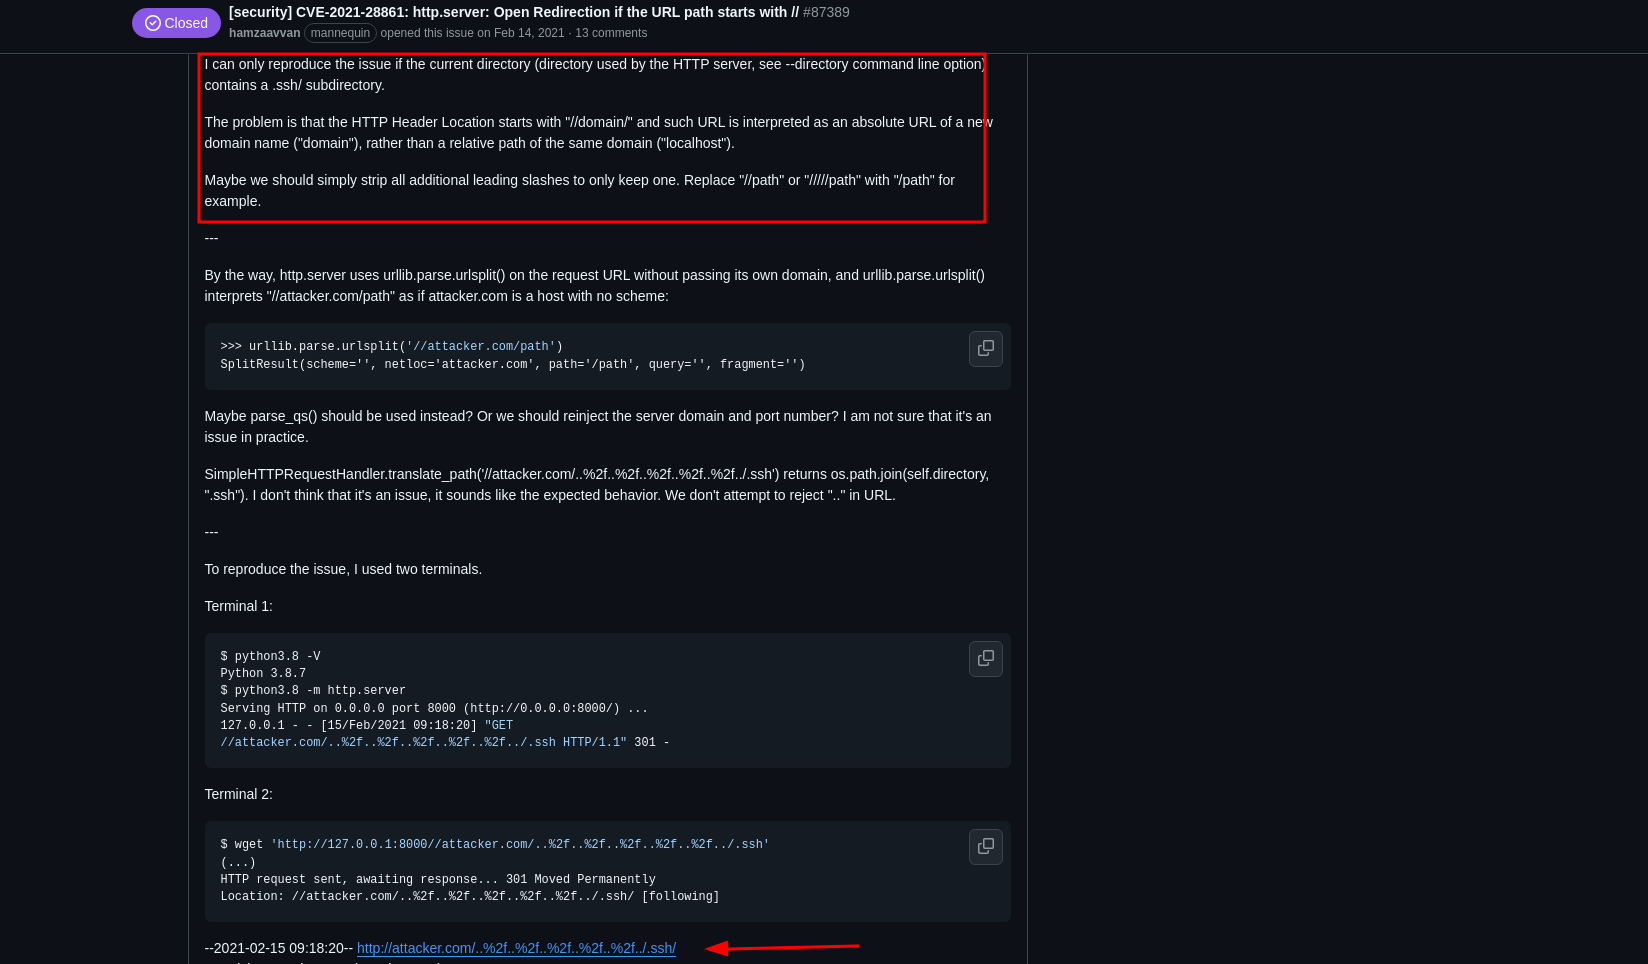 Closed
[security] CVE-2021-28861: http.server: Open Redirection if the URL path starts with // #87389
hamzaavvan mannequin opened this issue on Feb 14, 2021 · 13 comments
I can only reproduce the issue if the current directory (directory used by the HTTP server, see --directory command line option)
contains a .ssh/ subdirectory.
The problem is that the HTTP Header Location starts with "//domain/" and such URL is interpreted as an absolute URL of a new
domain name ("domain"), rather than a relative path of the same domain ("localhost").
Maybe we should simply strip all additional leading slashes to only keep one. Replace "//path" or "/////path" with "/path" for
example.
---
By the way, http.server uses urllib.parse.urlsplit() on the request URL without passing its own domain, and urllib.parse.urlsplit()
interprets "//attacker.com/path" as if attacker.com is a host with no scheme:
>>> urllib.parse.urlsplit('//attacker.com/path')
SplitResult(scheme='', netloc='attacker.com', path='/path', query='', fragment='')
Maybe parse_qs() should be used instead? Or we should reinject the server domain and port number? I am not sure that it's an
issue in practice.
SimpleHTTPRequestHandler.translate_path('//attacker.com/..%2f..%2f..%2f..%2f..%2f../.ssh') returns os.path.join(self.directory,
".ssh"). I don't think that it's an issue, it sounds like the expected behavior. We don't attempt to reject ".." in URL.
---
To reproduce the issue, I used two terminals.
Terminal 1:
$ python3.8 -V
Python 3.8.7
$ python3.8 -m http.server
Serving HTTP on 0.0.0.0 port 8000 (http://0.0.0.0:8000/) ...
127.0.0.1 - - [15/Feb/2021 09:18:20] "GET
//attacker.com/..%2f..%2f..%2f..%2f..%2f../.ssh HTTP/1.1" 301 -
Terminal 2:
$ wget 'http://127.0.0.1:8000//attacker.com/..%2f..%2f..%2f..%2f..%2f../.ssh'
(...)
HTTP request sent, awaiting response... 301 Moved Permanently
Location: //attacker.com/..%2f..%2f..%2f..%2f..%2f../.ssh/ [following]
--2021-02-15 09:18:20-- http://attacker.com/..%2f..%2f..%2f..%2f..%2f../.ssh/